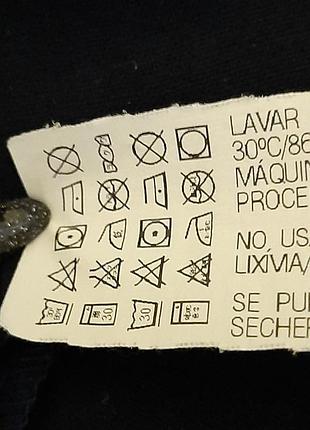 LAVAR
30ºC/86
MÁQUIN
PROCE
NO USA
LIXÍVIA/
SE PU
SECHER
30
30